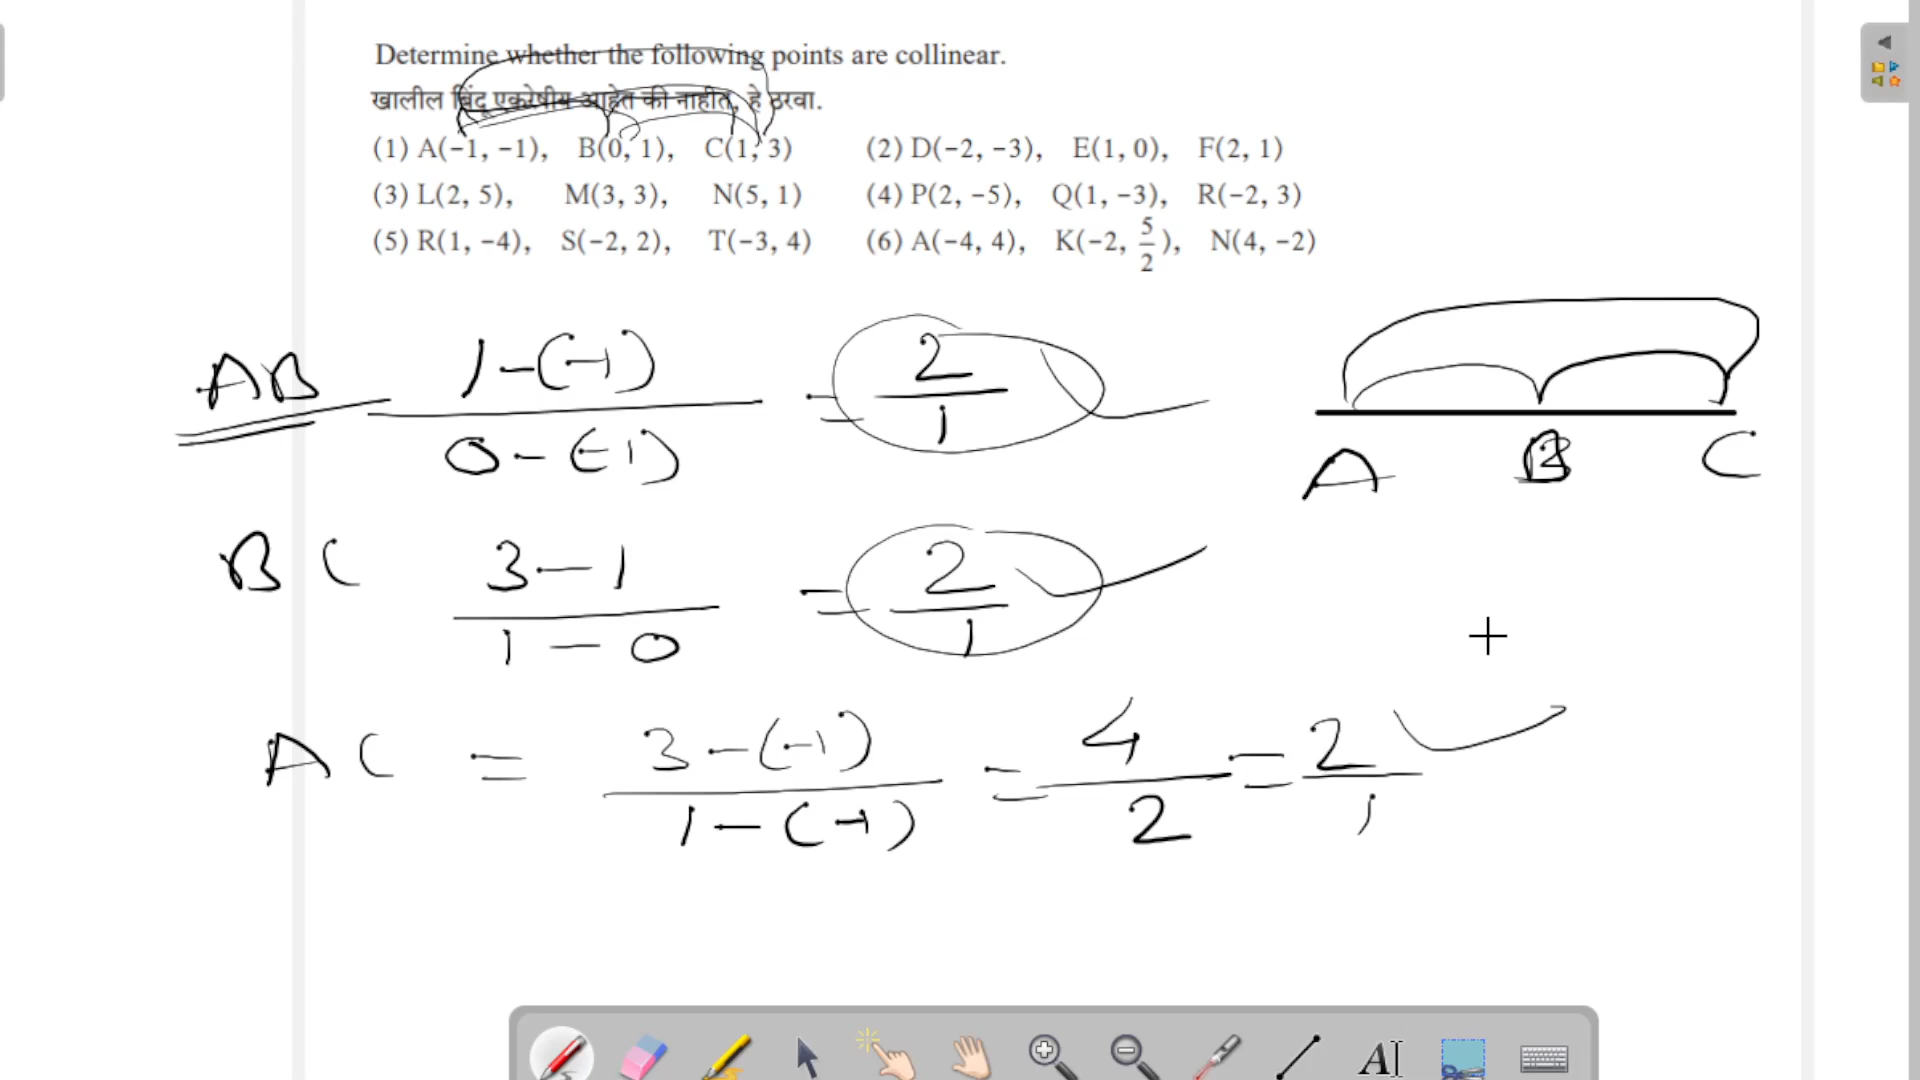 Determine whether the following points are collinear.
खालील बिंदू एकरेषीय आहेत की नाहीत, हे ठरवा.
(1) A(−1, −1), B(0, 1), C(1, 3) (2) D(−2, −3), E(1, 0), F(2, 1)
(3) L(2, 5), M(3, 3), N(5, 1) (4) P(2, −5), Q(1, −3), R(−2, 3)
(5) R(1, −4), S(−2, 2), T(−3, 4) (6) A(−4, 4), K(−2, 5/2), N(4, −2)
AB 1-(-1) = 2
0-(-1) 1
A B C
BC 3-1 = 2
1-0 1
AC = 3-(-1) = 4 = 2
1-(-1) 2 1
AI